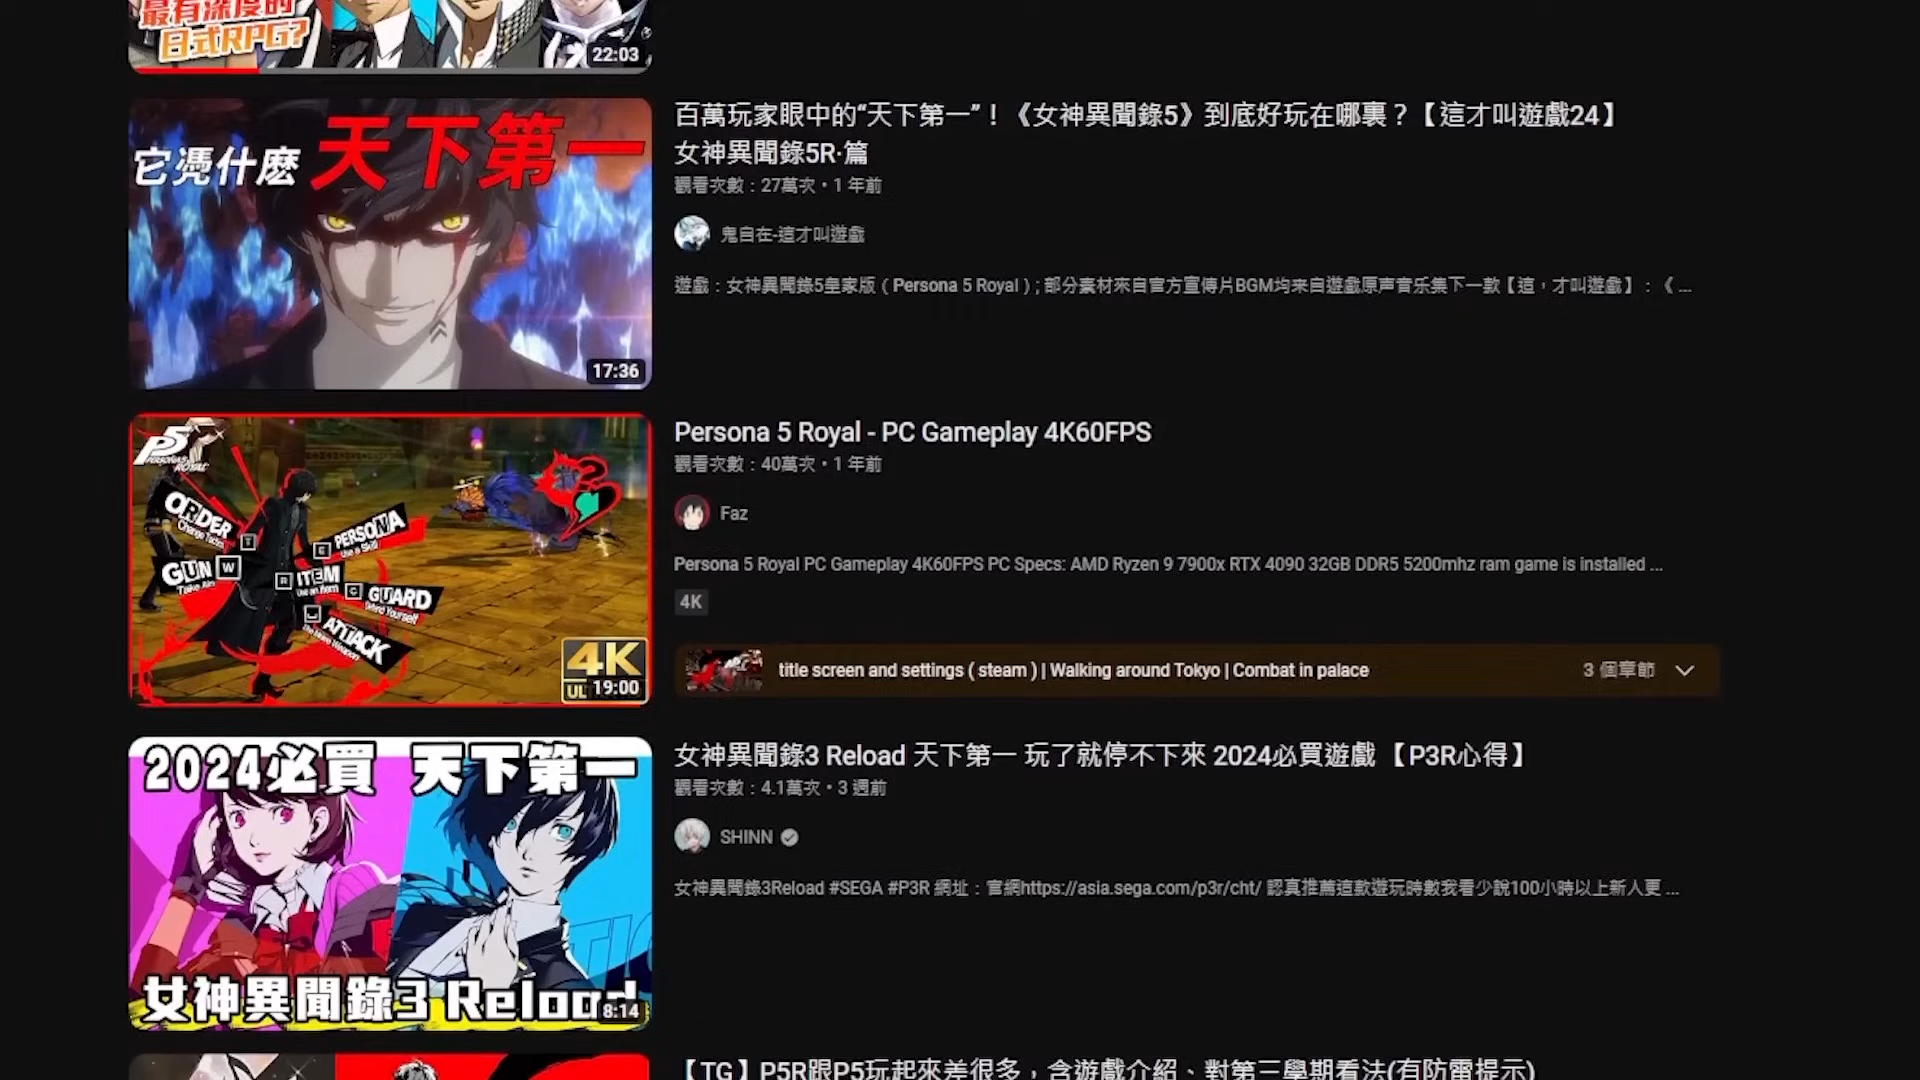 最有深度的
日式RPG?
22:03
它憑什麽 天下第一
17:36
百萬玩家眼中的“天下第一”！《女神異聞錄5》到底好玩在哪裏？【這才叫遊戲24】
女神異聞錄5R·篇
觀看次數：27萬次 • 1 年前
鬼自在-這才叫遊戲
遊戲：女神異聞錄5皇家版（Persona 5 Royal）; 部分素材來自官方宣傳片BGM均来自遊戲原声音乐集下一款【這，才叫遊戲】：《 ...
P5
PERSONA5 ROYAL
ORDER
Change Tactics
T
PERSONA
Use a Skill
E
GUN
Take Aim
W
R
ITEM
Use an Item
C
GUARD
Defend Yourself
ATTACK
4K
19:00
Persona 5 Royal - PC Gameplay 4K60FPS
觀看次數：40萬次 • 1 年前
Faz
Persona 5 Royal PC Gameplay 4K60FPS PC Specs: AMD Ryzen 9 7900x RTX 4090 32GB DDR5 5200mhz ram game is installed ...
4K
title screen and settings ( steam ) | Walking around Tokyo | Combat in palace
3 個章節
2024必買 天下第一
女神異聞錄3 Reload
8:14
女神異聞錄3 Reload 天下第一 玩了就停不下來 2024必買遊戲 【P3R心得】
觀看次數：4.1萬次 • 3 週前
SHINN
女神異聞錄3Reload #SEGA #P3R 網址：官網https://asia.sega.com/p3r/cht/ 認真推薦這款遊玩時數我看少說100小時以上新人更 ...
【TG】P5R跟P5玩起來差很多，含遊戲介紹、對第三學期看法(有防雷提示)